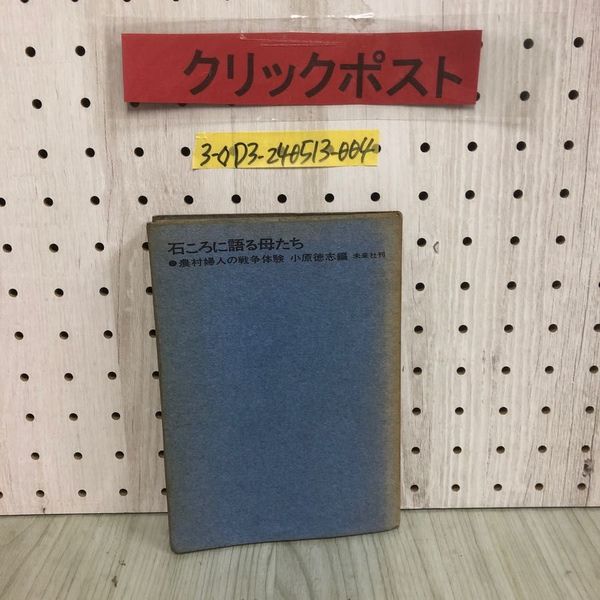 クリックポスト
3-◇D3-240513-004
石ころに語る母たち
農村婦人の戦争体験 小原徳志編 未来社刊